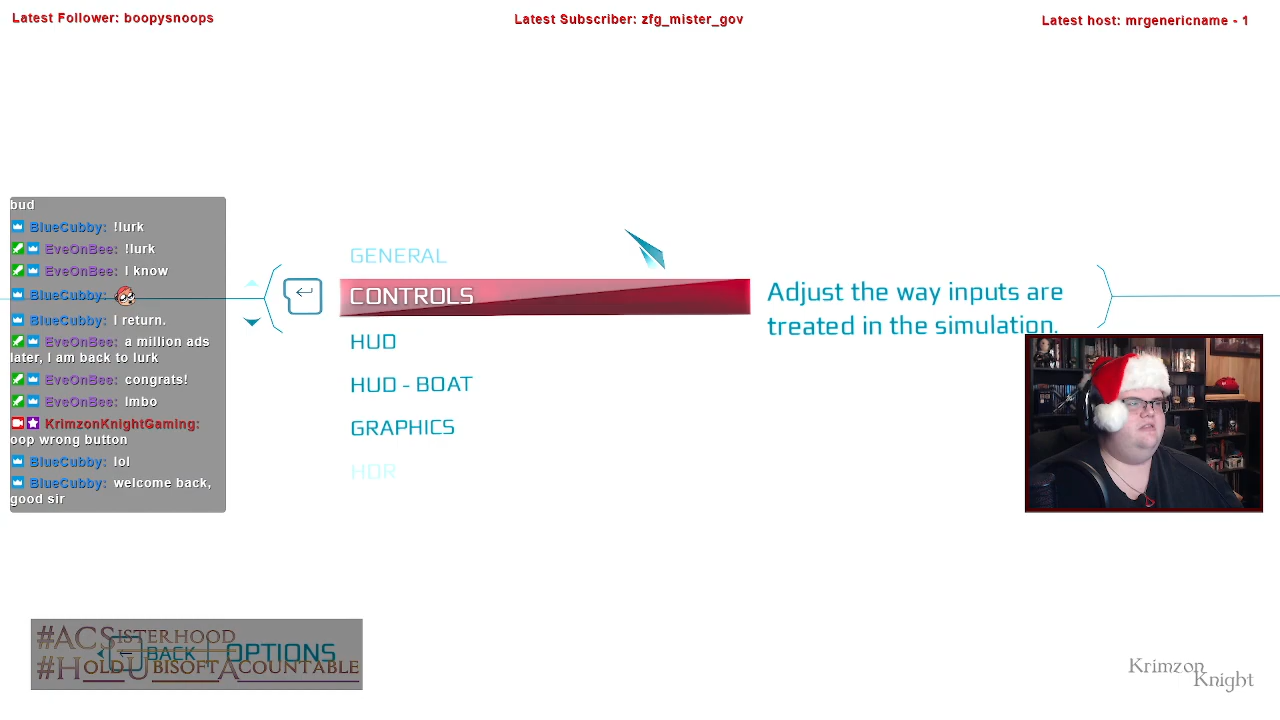 Latest Follower: boopysnoops
Latest Subscriber: zfg_mister_gov
Latest host: mrgenericname - 1
bud
BlueCubby: !lurk
EveOnBee: !lurk
EveOnBee: I know
BlueCubby:
BlueCubby: I return.
EveOnBee: a million ads
later, I am back to lurk
EveOnBee: congrats!
EveOnBee: lmbo
KrimzonKnightGaming:
oop wrong button
BlueCubby: lol
BlueCubby: welcome back,
good sir
GENERAL
CONTROLS
HUD
HUD - BOAT
GRAPHICS
HDR
Adjust the way inputs are
treated in the simulation.
#ACSISTERHOOD
#HOLDUBISOFTACOUNTABLE
BACK
OPTIONS
Krimzon
Knight